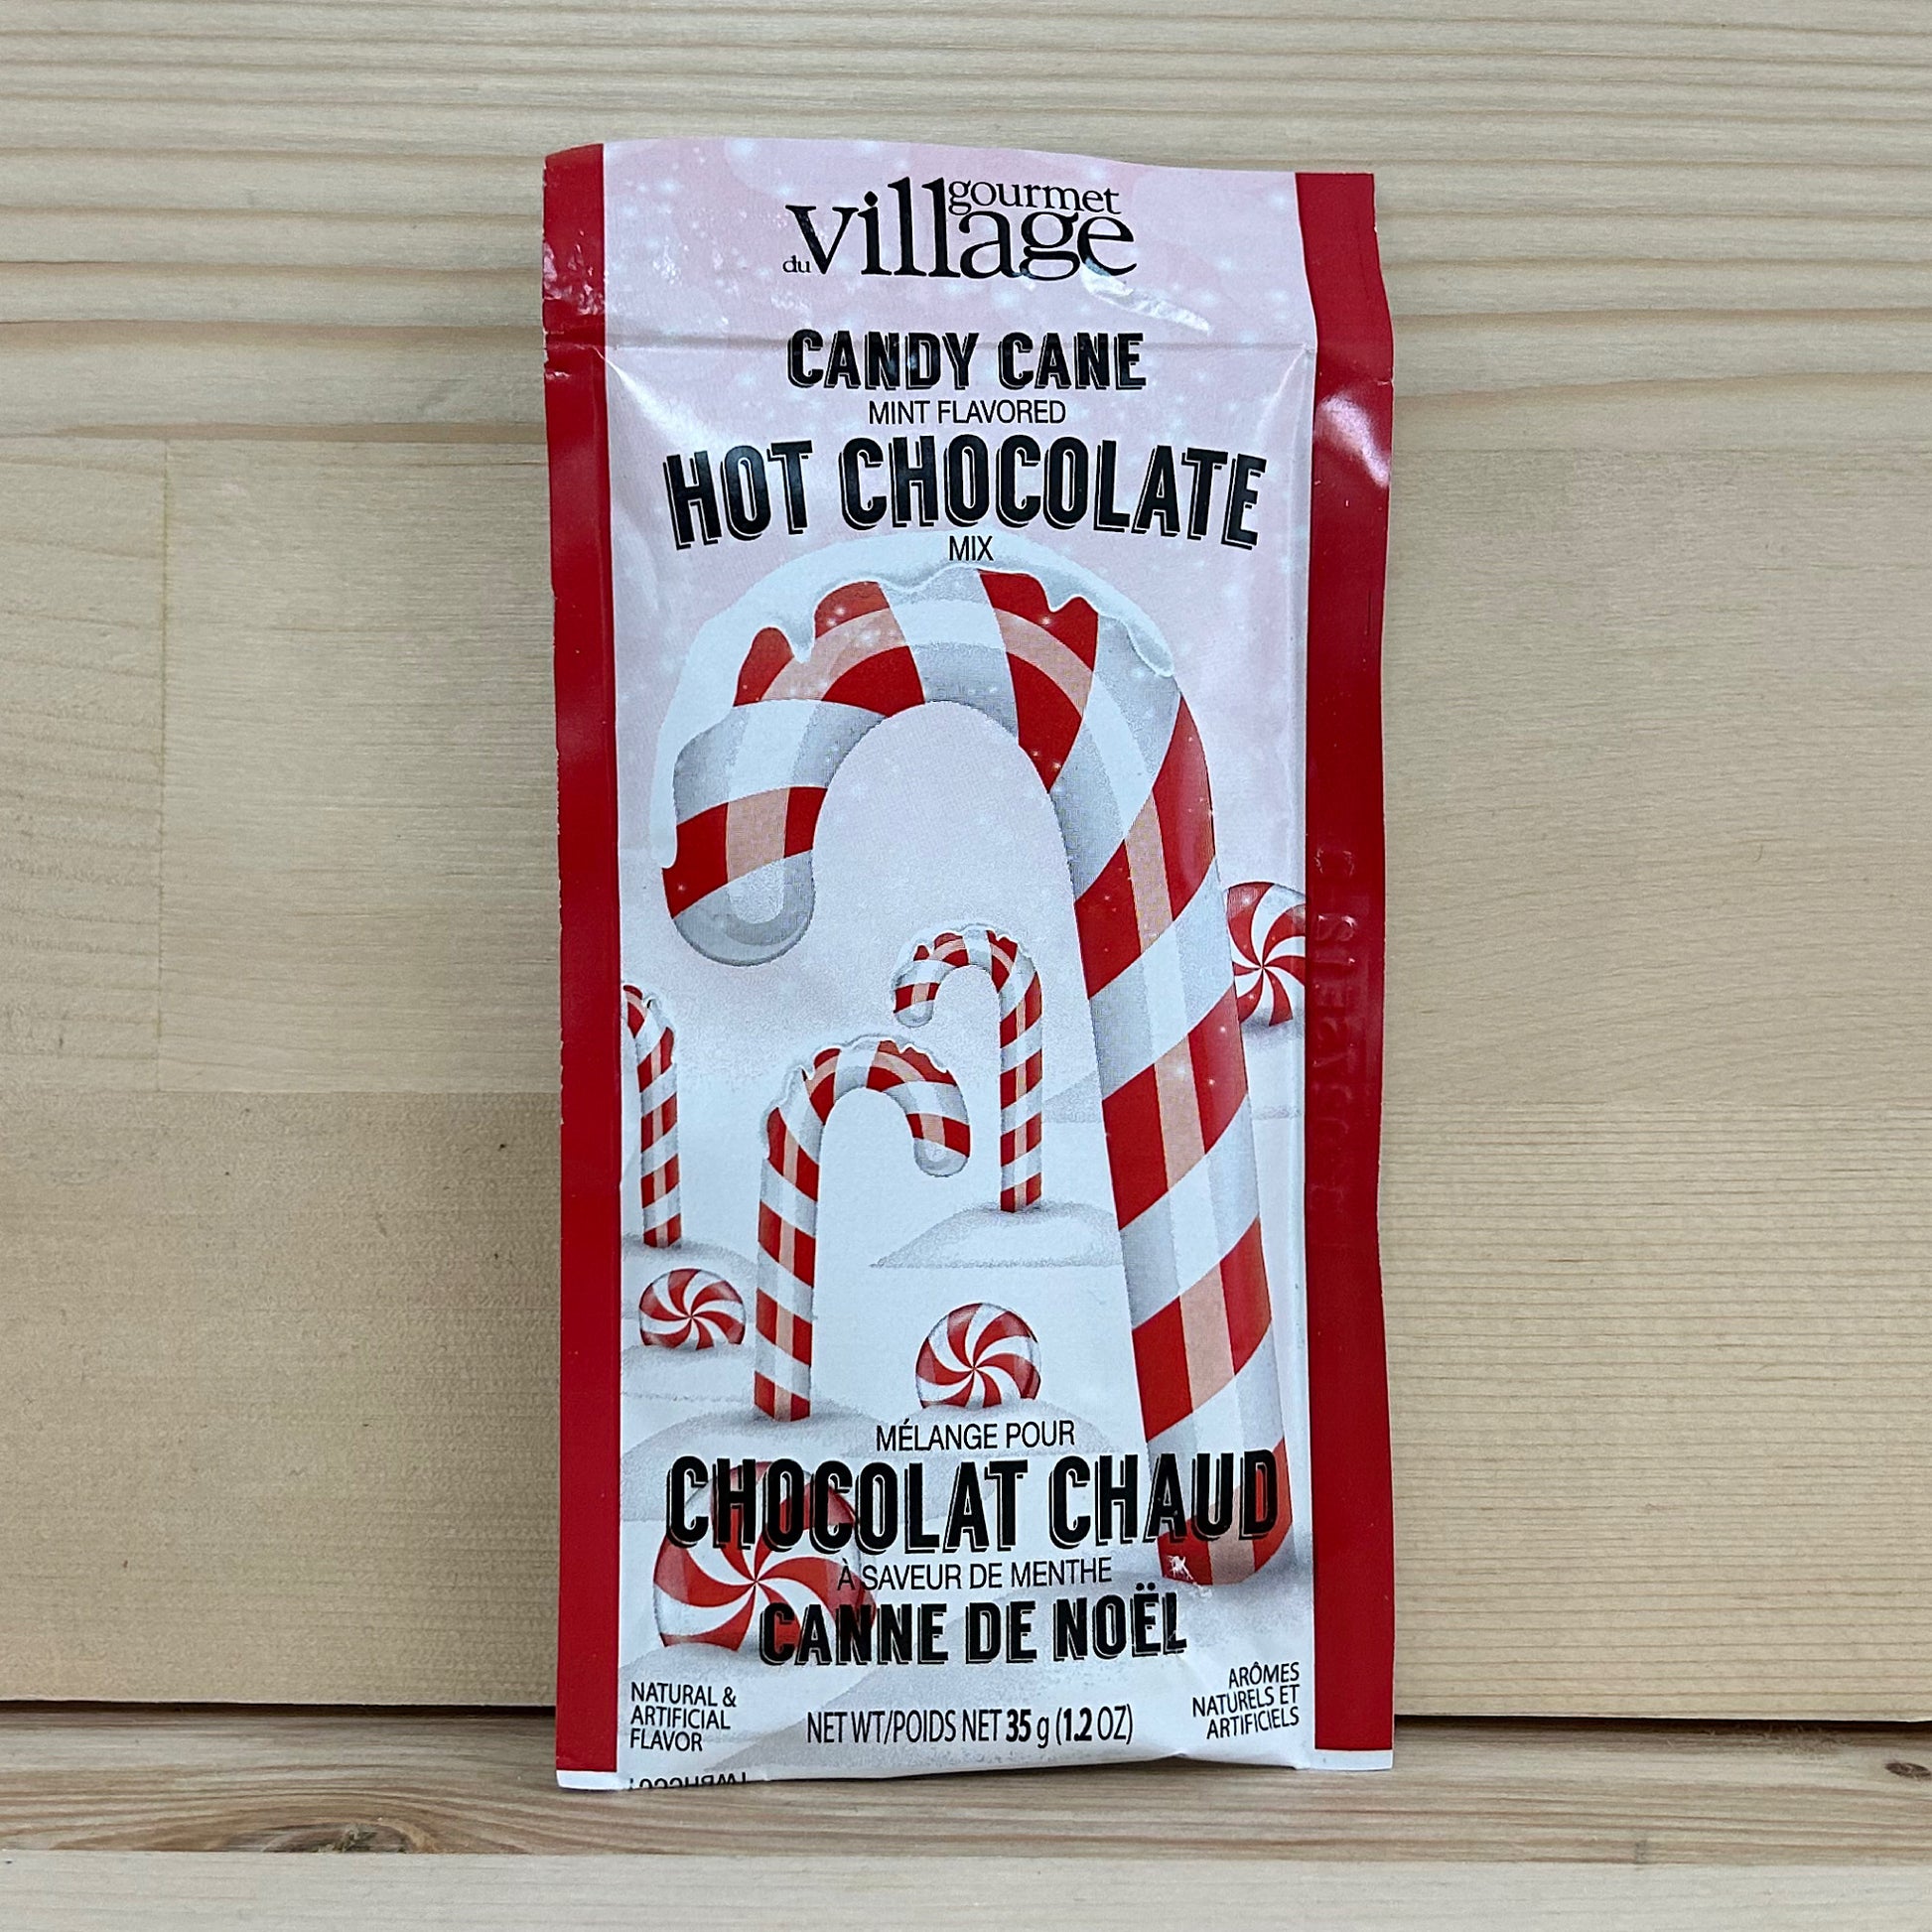 gourmet
du village
CANDY CANE
MINT FLAVORED
HOT CHOCOLATE
MIX
MÉLANGE POUR
CHOCOLAT CHAUD
À SAVEUR DE MENTHE
CANNE DE NOËL
NATURAL &
ARTIFICIAL
FLAVOR
NET WT/POIDS NET 35 g (1.2 OZ)
ARÔMES
NATURELS ET
ARTIFICIELS